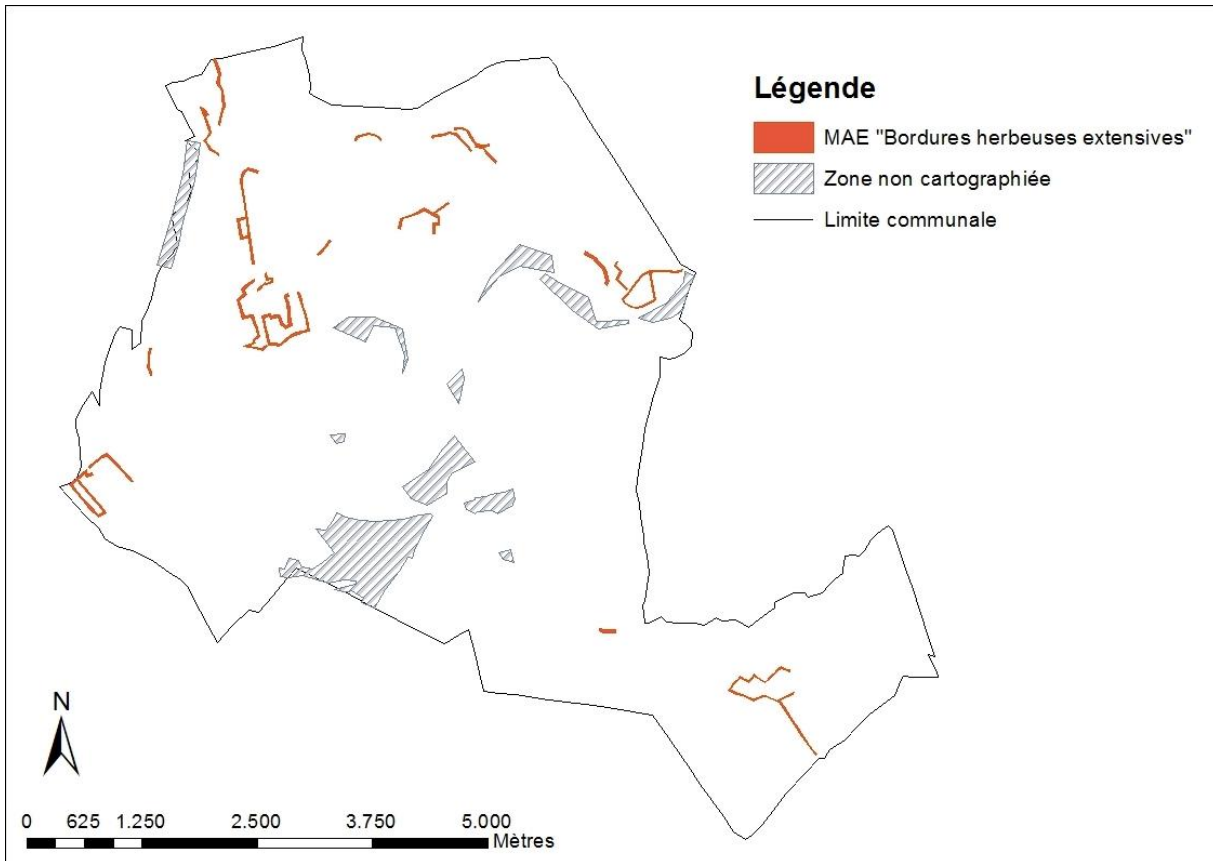 Légende
MAE "Bordures herbeuses extensives"
Zone non cartographiée
Limite communale
N
0 625 1.250 2.500 3.750 5.000
Mètres